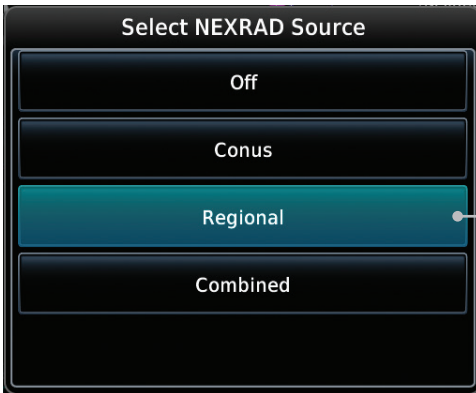 Select NEXRAD Source
Off
Conus
Regional
Combined